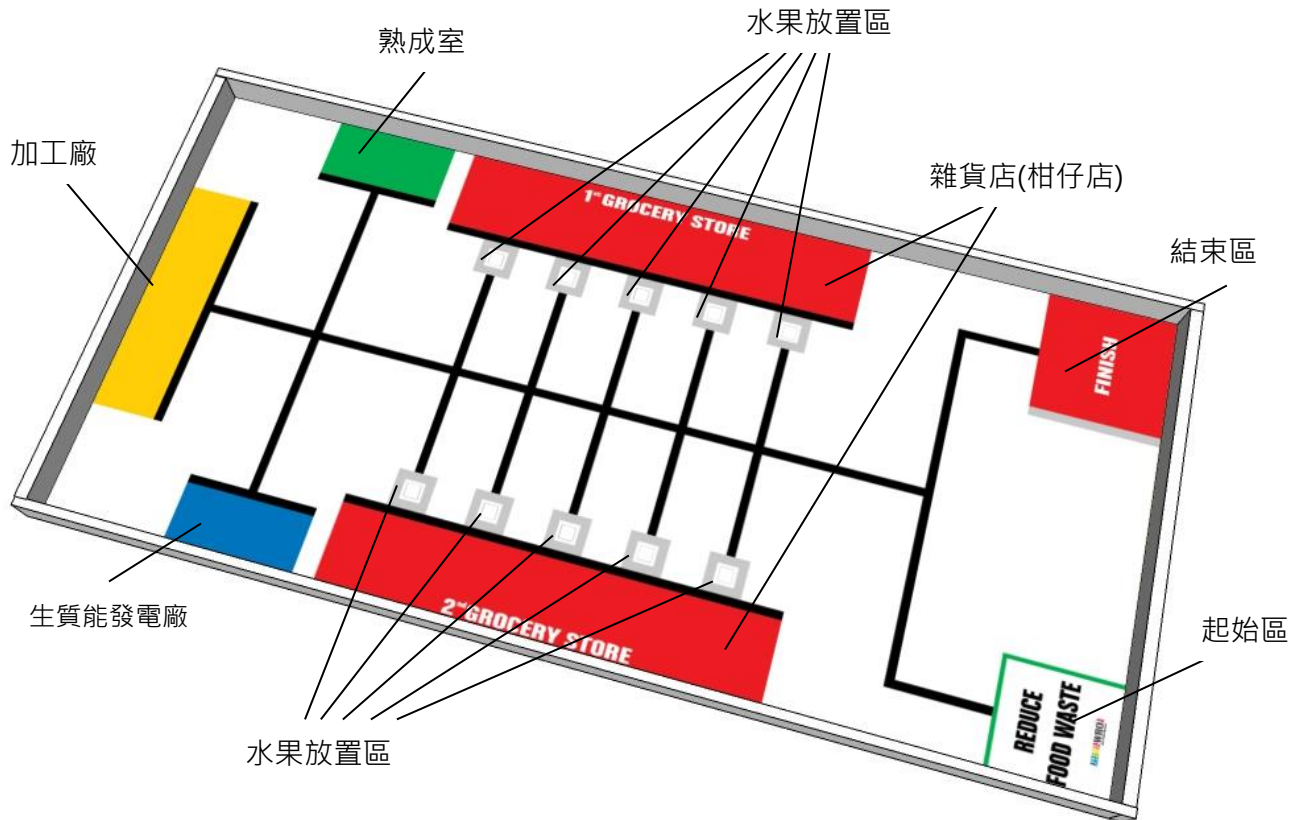 水果放置區
熟成室
加工廠
雜貨店(柑仔店)
1st GROCERY STORE
結束區
FINISH
生質能發電廠
2nd GROCERY STORE
起始區
REDUCE
FOOD WASTE
水果放置區